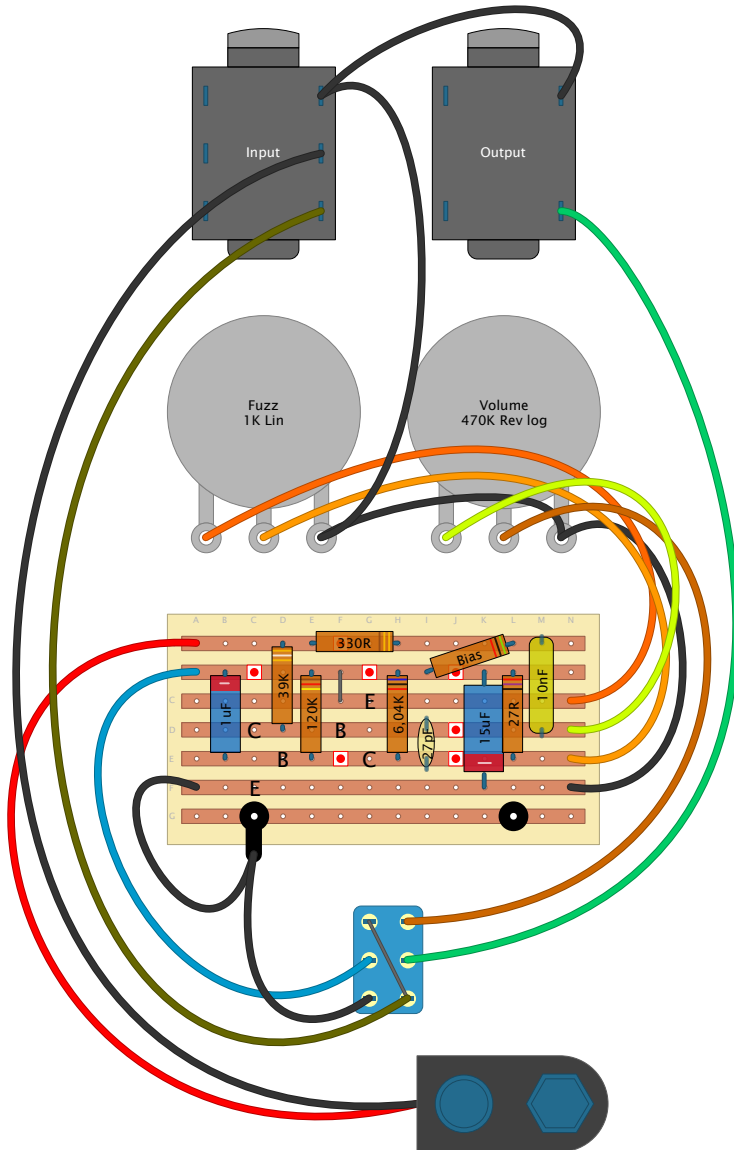 Input
Output
Fuzz
1K Lin
Volume
470K Rev log
A B C D E F G H I J K L M N
330R
Bias
39K
120K
1uF
6,04K
27pF
15uF
27R
10nF
C
E
C
B
D
B
C
E
E
F
G